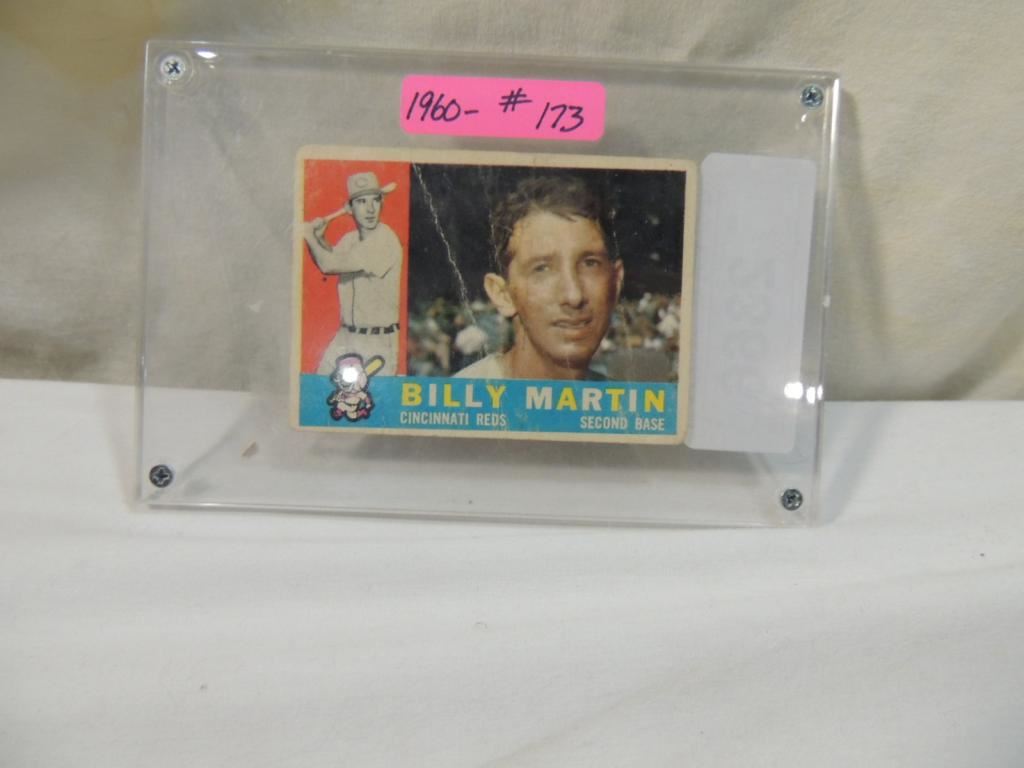 1960- # 173
C
BILLY MARTIN
CINCINNATI REDS SECOND BASE